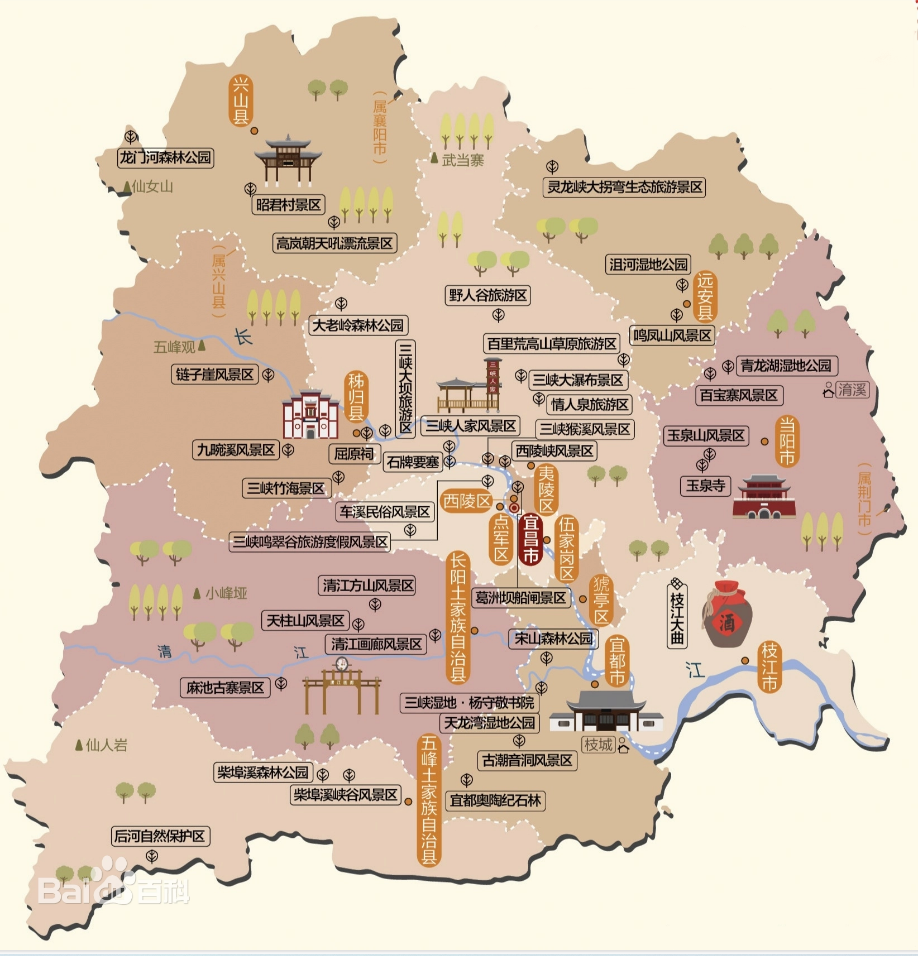 兴山县
(属襄阳市)
龙门河森林公园
武当寨
仙女山
灵龙峡大拐弯生态旅游景区
昭君村景区
高岚朝天吼漂流景区
(属兴山县)
沮河湿地公园
远安县
野人谷旅游区
大老岭森林公园
鸣凤山风景区
长
五峰观
百里荒高山草原旅游区
三峡大坝旅游区
链子崖风景区
三峡人家
三峡大瀑布景区
青龙湖湿地公园
百宝寨风景区
淯溪
秭归县
情人泉旅游区
三峡人家风景区
三峡猴溪风景区
玉泉山风景区
当阳市
九畹溪风景区
屈原祠
石牌要塞
西陵峡风景区
三峡竹海景区
夷陵区
玉泉寺
(属荆门市)
西陵区
车溪民俗风景区
点军区
宜昌市
伍家岗区
三峡鸣翠谷旅游度假风景区
长阳土家族自治县
清江方山风景区
小峰垭
葛洲坝船闸景区
猇亭区
枝江大曲
酒
天柱山风景区
清江画廊风景区
宋山森林公园
宜都市
枝江市
清
江
江
麻池古寨景区
三峡湿地·杨守敬书院
天龙湾湿地公园
枝城
仙人岩
五峰土家族自治县
古潮音洞风景区
柴埠溪森林公园
柴埠溪峡谷风景区
宜都奥陶纪石林
后河自然保护区
Bai du 百科